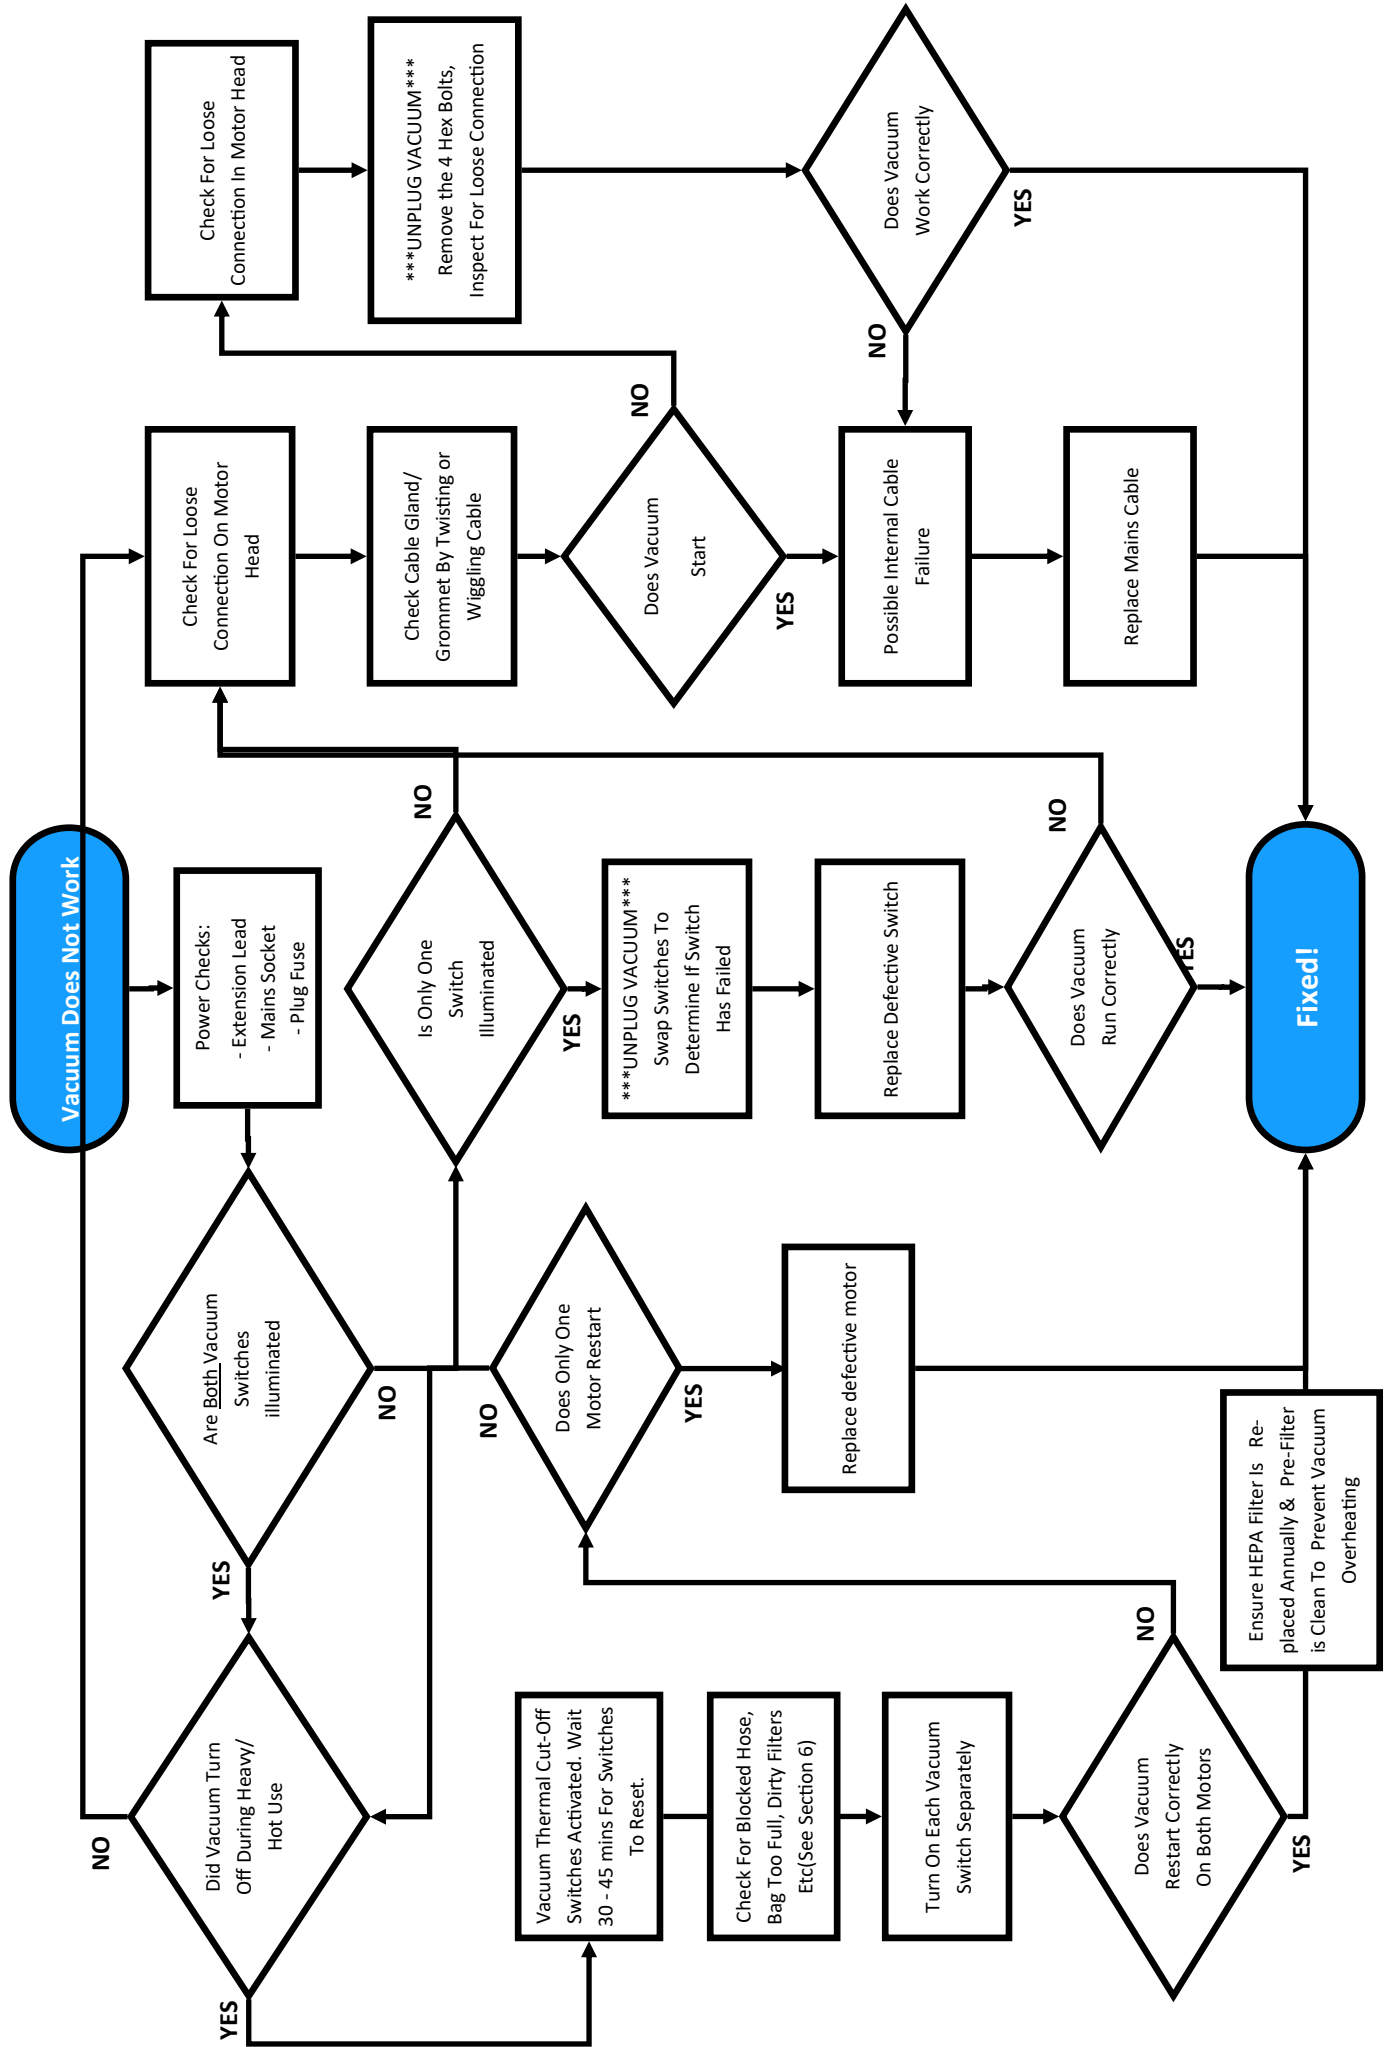 Vacuum Does Not Work
Power Checks:
- Extension Lead
- Mains Socket
- Plug Fuse
Are Both Vacuum
Switches
illuminated
YES
NO
Did Vacuum Turn
Off During Heavy/
Hot Use
NO
YES
Vacuum Thermal Cut-Off
Switches Activated. Wait
30 - 45 mins For Switches
To Reset.
Check For Blocked Hose,
Bag Too Full, Dirty Filters
Etc(See Section 6)
Turn On Each Vacuum
Switch Separately
Does Vacuum
Restart Correctly
On Both Motors
NO
YES
Ensure HEPA Filter Is Re-
placed Annually & Pre-Filter
is Clean To Prevent Vacuum
Overheating
Does Only One
Motor Restart
NO
YES
Replace defective motor
Is Only One
Switch
Illuminated
NO
YES
***UNPLUG VACUUM***
Swap Switches To
Determine If Switch
Has Failed
Replace Defective Switch
Does Vacuum
Run Correctly
NO
YES
Fixed!
Check For Loose
Connection On Motor
Head
Check Cable Gland/
Grommet By Twisting or
Wiggling Cable
Does Vacuum
Start
NO
YES
Possible Internal Cable
Failure
Replace Mains Cable
Check For Loose
Connection In Motor Head
***UNPLUG VACUUM***
Remove the 4 Hex Bolts,
Inspect For Loose Connection
Does Vacuum
Work Correctly
NO
YES